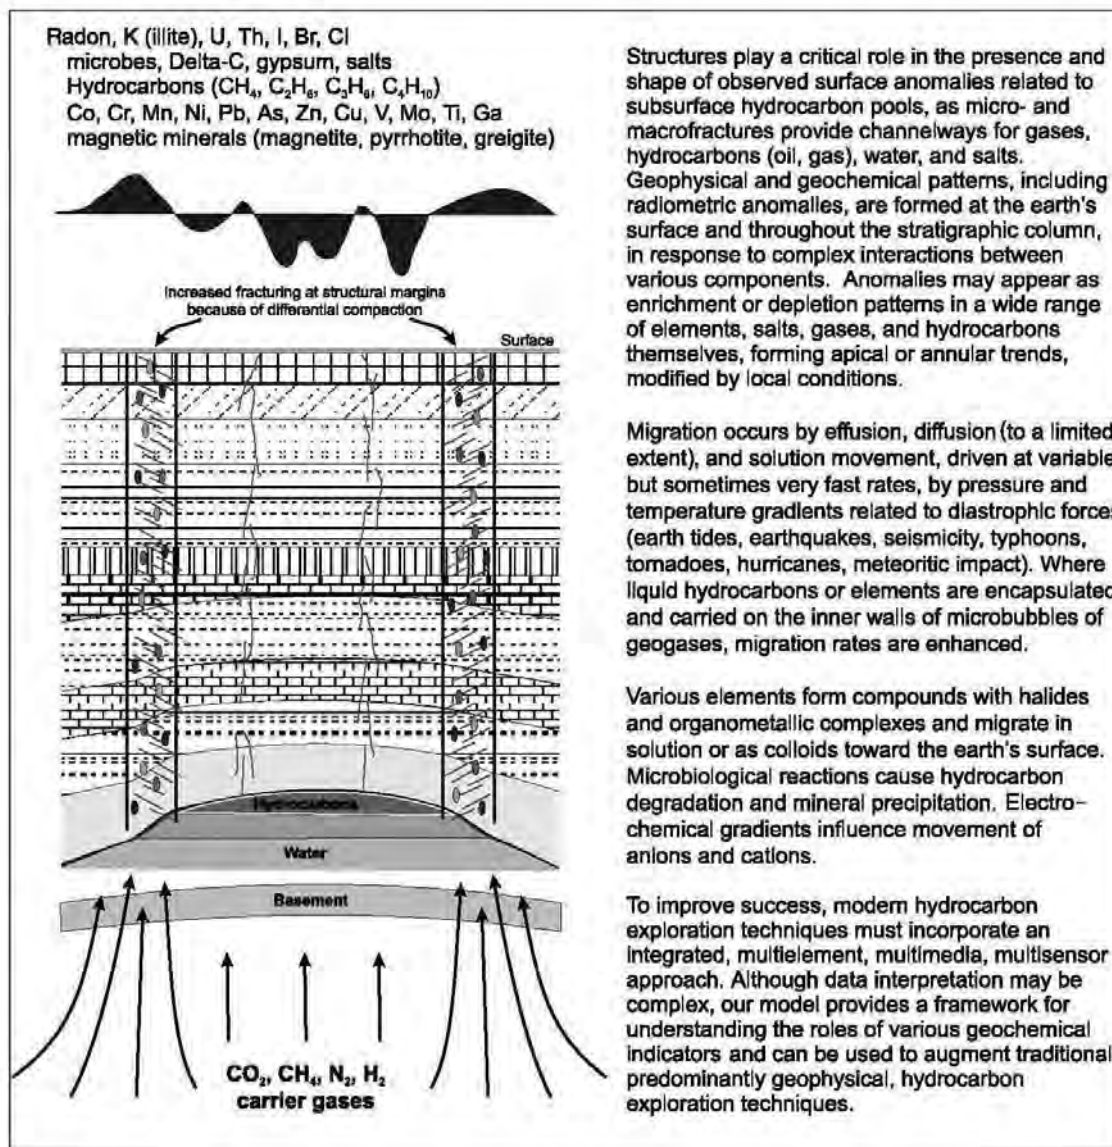 Radon, K (illite), U, Th, I, Br, Cl
microbes, Delta-C, gypsum, salts
Hydrocarbons (CH₄, C₂H₆, C₃H₆, C₄H₁₀)
Co, Cr, Mn, Ni, Pb, As, Zn, Cu, V, Mo, Ti, Ga
magnetic minerals (magnetite, pyrrhotite, greigite)
Increased fracturing at structural margins
because of differential compaction
Surface
Hydrocarbons
Water
Basement
CO₂, CH₄, N₂, H₂
carrier gases
Structures play a critical role in the presence and
shape of observed surface anomalies related to
subsurface hydrocarbon pools, as micro- and
macrofractures provide channelways for gases,
hydrocarbons (oil, gas), water, and salts.
Geophysical and geochemical patterns, including
radiometric anomalies, are formed at the earth's
surface and throughout the stratigraphic column,
in response to complex interactions between
various components. Anomalies may appear as
enrichment or depletion patterns in a wide range
of elements, salts, gases, and hydrocarbons
themselves, forming apical or annular trends,
modified by local conditions.
Migration occurs by effusion, diffusion (to a limited
extent), and solution movement, driven at variable
but sometimes very fast rates, by pressure and
temperature gradients related to diastrophic forces
(earth tides, earthquakes, seismicity, typhoons,
tornadoes, hurricanes, meteoritic impact). Where
liquid hydrocarbons or elements are encapsulated
and carried on the inner walls of microbubbles of
geogases, migration rates are enhanced.
Various elements form compounds with halides
and organometallic complexes and migrate in
solution or as colloids toward the earth's surface.
Microbiological reactions cause hydrocarbon
degradation and mineral precipitation. Electro-
chemical gradients influence movement of
anions and cations.
To improve success, modern hydrocarbon
exploration techniques must incorporate an
integrated, multielement, multimedia, multisensor
approach. Although data interpretation may be
complex, our model provides a framework for
understanding the roles of various geochemical
indicators and can be used to augment traditional,
predominantly geophysical, hydrocarbon
exploration techniques.